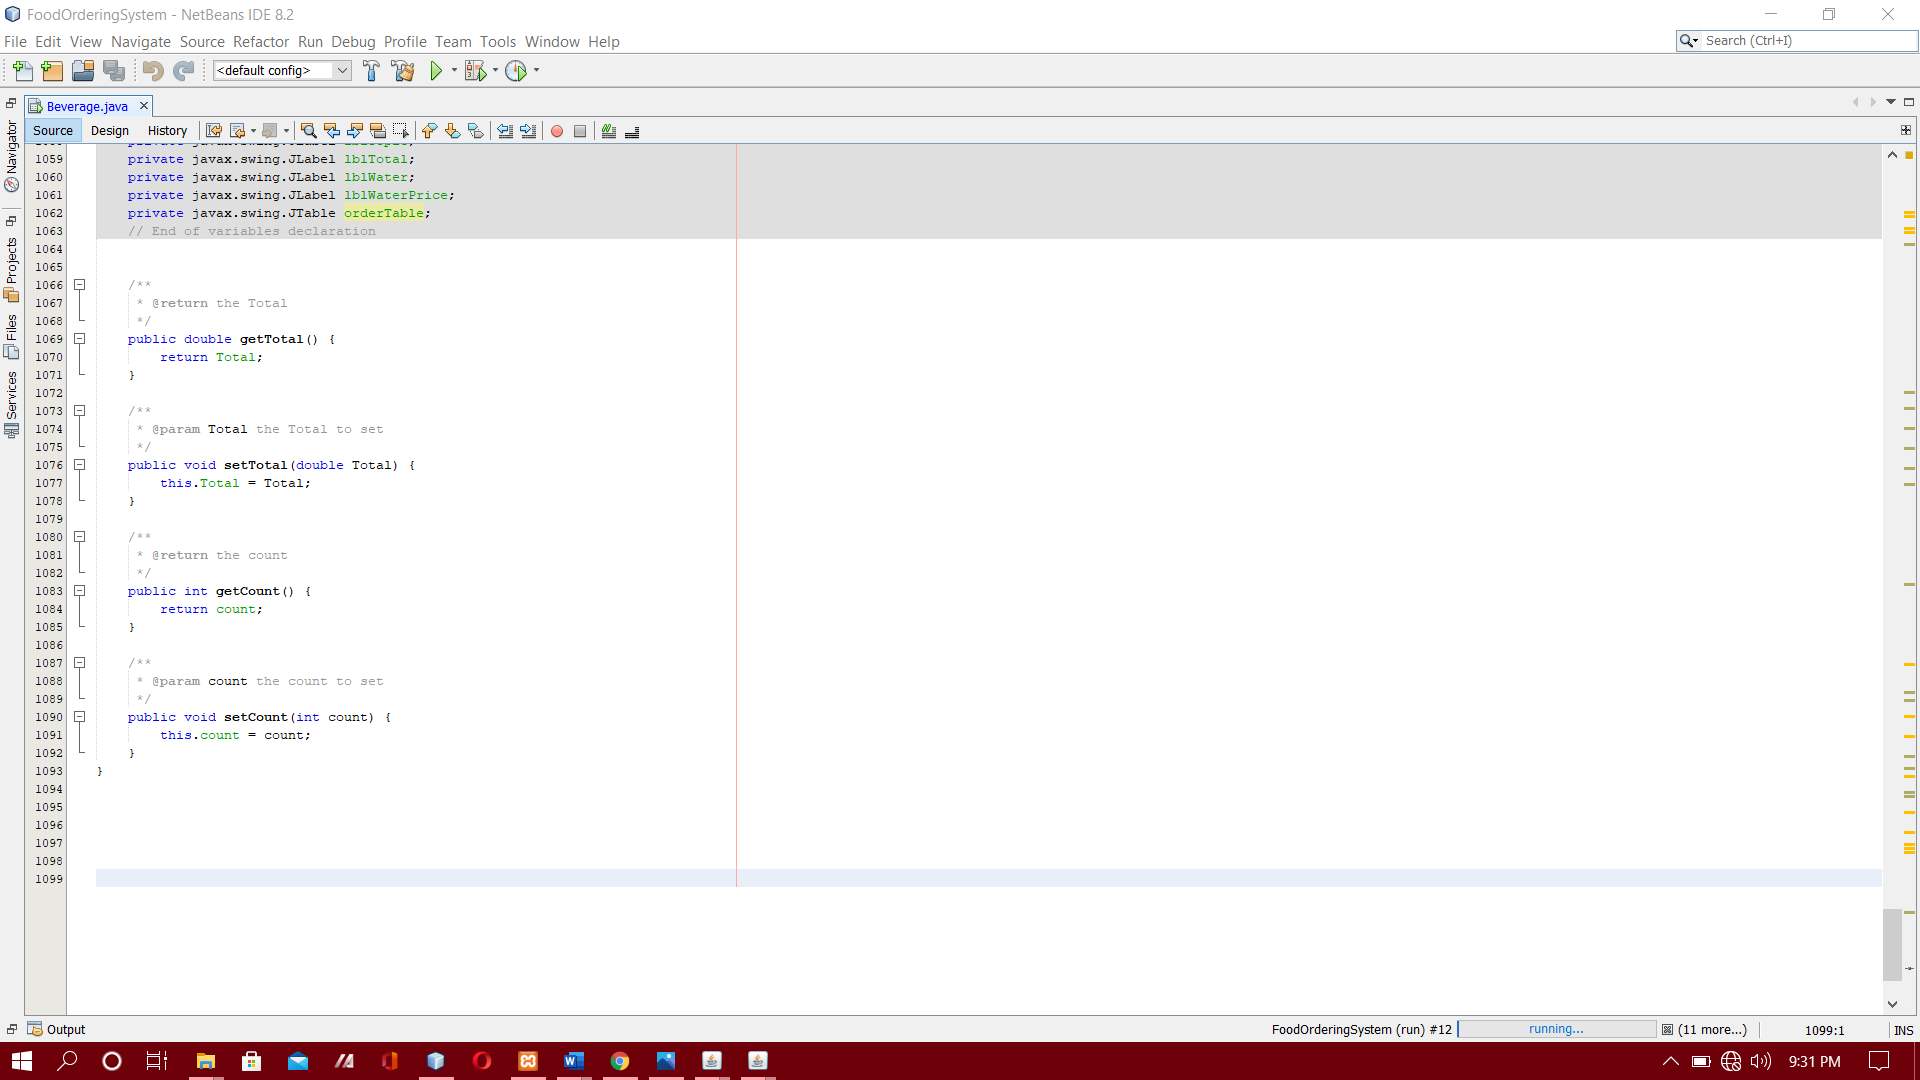 FoodOrderingSystem - NetBeans IDE 8.2
File Edit View Navigate Source Refactor Run Debug Profile Team Tools Window Help
Search (Ctrl+I)
<default config>
Beverage.java
Source Design History
Navigator
Projects
Files
Services
1059 private javax.swing.JLabel lblTotal;
1060 private javax.swing.JLabel lblWater;
1061 private javax.swing.JLabel lblWaterPrice;
1062 private javax.swing.JTable orderTable;
1063 // End of variables declaration
1064
1065
1066 /**
1067 * @return the Total
1068 */
1069 public double getTotal() {
1070 return Total;
1071 }
1072
1073 /**
1074 * @param Total the Total to set
1075 */
1076 public void setTotal(double Total) {
1077 this.Total = Total;
1078 }
1079
1080 /**
1081 * @return the count
1082 */
1083 public int getCount() {
1084 return count;
1085 }
1086
1087 /**
1088 * @param count the count to set
1089 */
1090 public void setCount(int count) {
1091 this.count = count;
1092 }
1093 }
1094
1095
1096
1097
1098
1099
Output
FoodOrderingSystem (run) #12 running... (11 more...) 1099:1 INS
9:31 PM